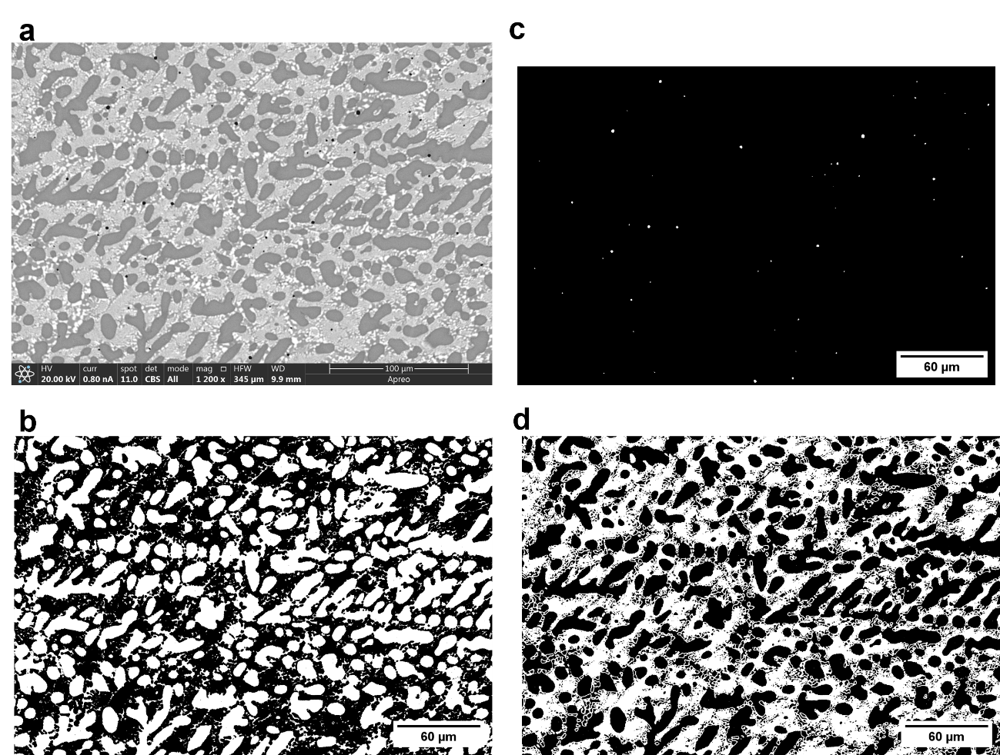 a
c
HV curr spot det mode mag HFW WD 100 µm
20.00 kV 0.80 nA 11.0 CBS All 1 200 x 345 µm 9.9 mm Apreo
60 µm
b
d
60 µm
60 µm